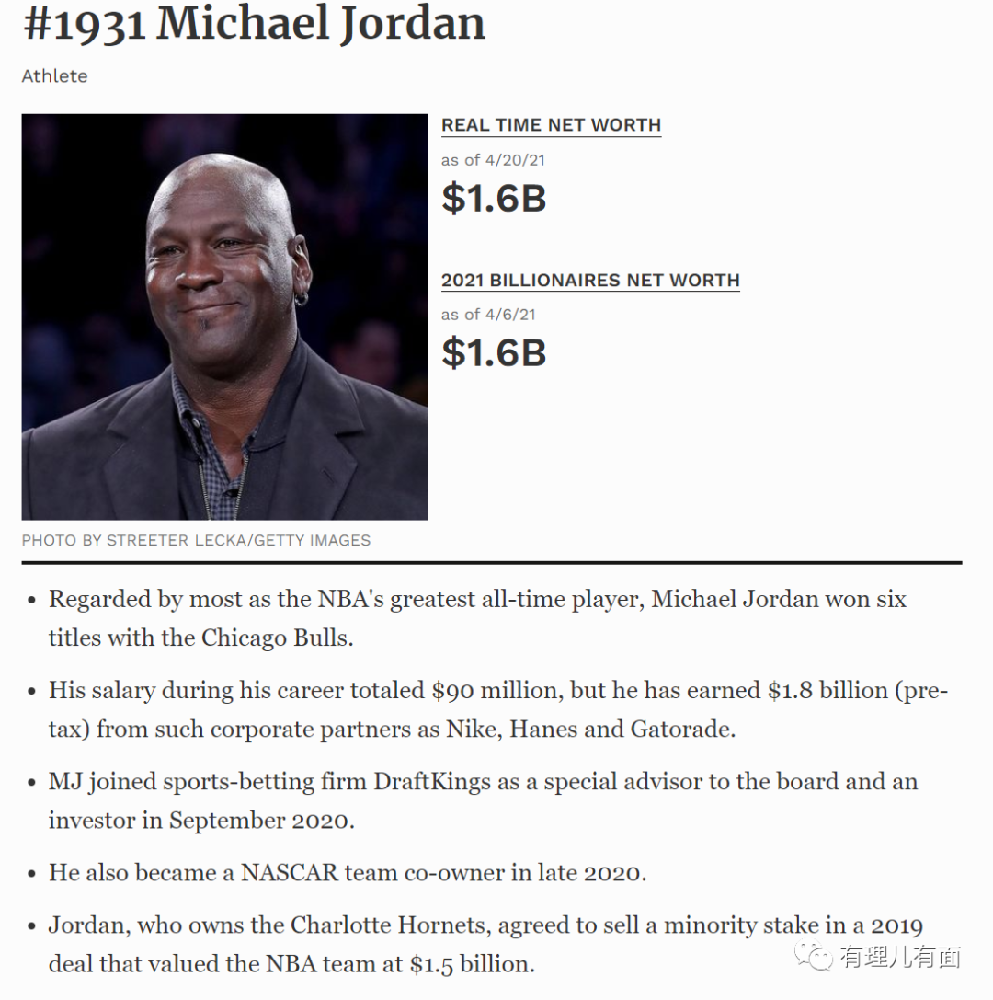 #1931 Michael Jordan
Athlete
REAL TIME NET WORTH
as of 4/20/21
$1.6B
2021 BILLIONAIRES NET WORTH
as of 4/6/21
$1.6B
PHOTO BY STREETER LECKA/GETTY IMAGES
• Regarded by most as the NBA's greatest all-time player, Michael Jordan won six
titles with the Chicago Bulls.
• His salary during his career totaled $90 million, but he has earned $1.8 billion (pre-
tax) from such corporate partners as Nike, Hanes and Gatorade.
• MJ joined sports-betting firm DraftKings as a special advisor to the board and an
investor in September 2020.
• He also became a NASCAR team co-owner in late 2020.
• Jordan, who owns the Charlotte Hornets, agreed to sell a minority stake in a 2019
deal that valued the NBA team at $1.5 billion.
有理儿有面